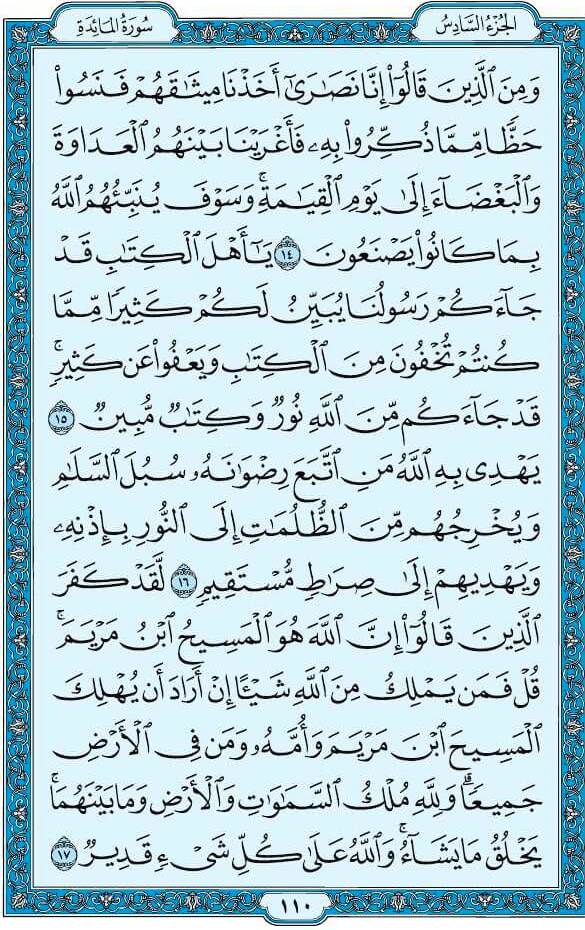 الجُزْءُ السَّادِسُ
سُورَةُ المَائِدَةِ
وَمِنَ ٱلَّذِينَ قَالُوٓاْ إِنَّا نَصَٰرَىٰٓ أَخَذْنَا مِيثَٰقَهُمْ فَنَسُواْ
حَظًّا مِّمَّا ذُكِّرُواْ بِهِۦ فَأَغْرَيْنَا بَيْنَهُمُ ٱلْعَدَاوَةَ
وَٱلْبَغْضَآءَ إِلَىٰ يَوْمِ ٱلْقِيَٰمَةِۚ وَسَوْفَ يُنَبِّئُهُمُ ٱللَّهُ
بِمَا كَانُواْ يَصْنَعُونَ ١٤ يَٰٓأَهْلَ ٱلْكِتَٰبِ قَدْ
جَآءَكُمْ رَسُولُنَا يُبَيِّنُ لَكُمْ كَثِيرًا مِّمَّا
كُنتُمْ تُخْفُونَ مِنَ ٱلْكِتَٰبِ وَيَعْفُواْ عَن كَثِيرٍۚ
قَدْ جَآءَكُم مِّنَ ٱللَّهِ نُورٌ وَكِتَٰبٌ مُّبِينٌ ١٥
يَهْدِي بِهِ ٱللَّهُ مَنِ ٱتَّبَعَ رِضْوَٰنَهُۥ سُبُلَ ٱلسَّلَٰمِ
وَيُخْرِجُهُم مِّنَ ٱلظُّلُمَٰتِ إِلَى ٱلنُّورِ بِإِذْنِهِۦ
وَيَهْدِيهِمْ إِلَىٰ صِرَٰطٍ مُّسْتَقِيمٍ ١٦ لَّقَدْ كَفَرَ
ٱلَّذِينَ قَالُوٓاْ إِنَّ ٱللَّهَ هُوَ ٱلْمَسِيحُ ٱبْنُ مَرْيَمَۚ
قُلْ فَمَن يَمْلِكُ مِنَ ٱللَّهِ شَيْـًٔا إِنْ أَرَادَ أَن يُهْلِكَ
ٱلْمَسِيحَ ٱبْنَ مَرْيَمَ وَأُمَّهُۥ وَمَن فِي ٱلْأَرْضِ
جَمِيعًاۗ وَلِلَّهِ مُلْكُ ٱلسَّمَٰوَٰتِ وَٱلْأَرْضِ وَمَا بَيْنَهُمَاۚ
يَخْلُقُ مَا يَشَآءُۚ وَٱللَّهُ عَلَىٰ كُلِّ شَيْءٍ قَدِيرٌ ١٧
١١٠